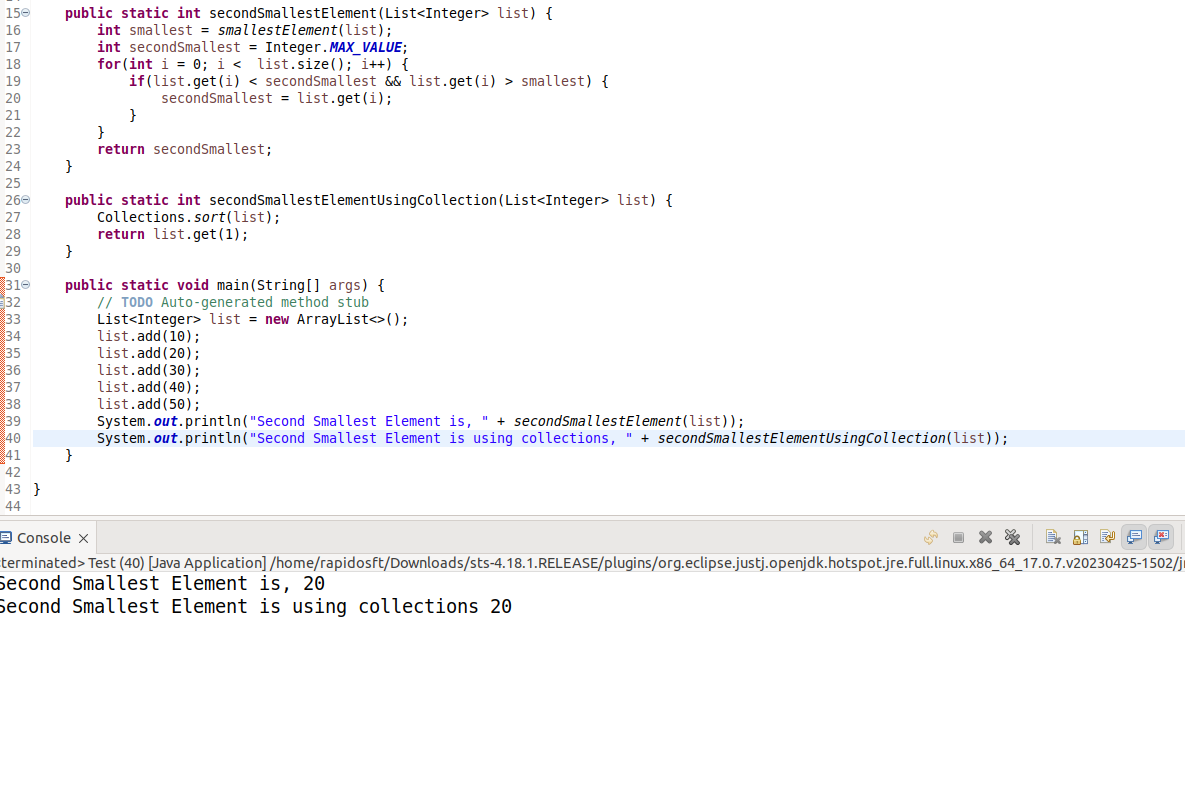 15 public static int secondSmallestElement(List<Integer> list) {
16 int smallest = smallestElement(list);
17 int secondSmallest = Integer.MAX_VALUE;
18 for(int i = 0; i <  list.size(); i++) {
19 if(list.get(i) < secondSmallest && list.get(i) > smallest) {
20 secondSmallest = list.get(i);
21 }
22 }
23 return secondSmallest;
24 }
25
26 public static int secondSmallestElementUsingCollection(List<Integer> list) {
27 Collections.sort(list);
28 return list.get(1);
29 }
30
31 public static void main(String[] args) {
32 // TODO Auto-generated method stub
33 List<Integer> list = new ArrayList<>();
34 list.add(10);
35 list.add(20);
36 list.add(30);
37 list.add(40);
38 list.add(50);
39 System.out.println("Second Smallest Element is, " + secondSmallestElement(list));
40 System.out.println("Second Smallest Element is using collections, " + secondSmallestElementUsingCollection(list));
41 }
42
43 }
44
Console
terminated> Test (40) [Java Application] /home/rapidosoft/Downloads/sts-4.18.1.RELEASE/plugins/org.eclipse.justj.openjdk.hotspot.jre.full.linux.x86_64_17.0.7.v20230425-1502/j
Second Smallest Element is, 20
Second Smallest Element is using collections 20